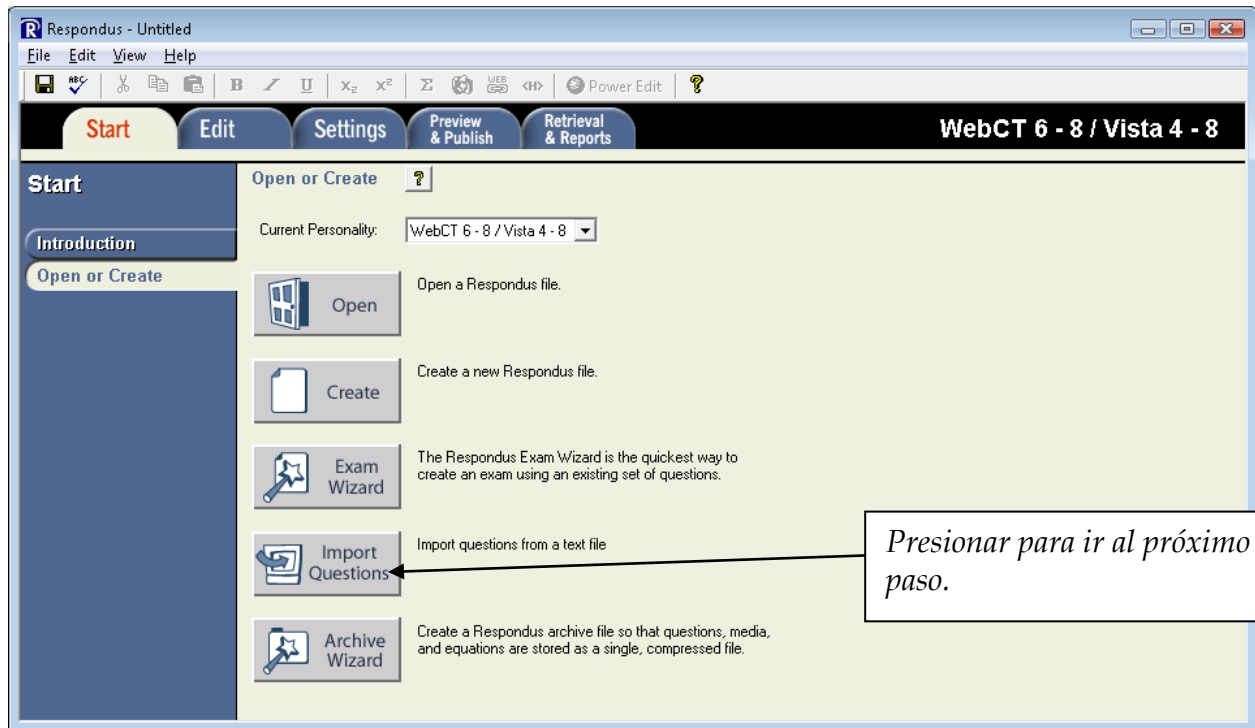 Respondus - Untitled
File Edit View Help
ABC B I U X₂ X² Σ WEB <H> Power Edit ?
Start Edit Settings Preview & Publish Retrieval & Reports WebCT 6 - 8 / Vista 4 - 8
Start
Introduction
Open or Create
Open or Create ?
Current Personality: WebCT 6 - 8 / Vista 4 - 8
Open
Open a Respondus file.
Create
Create a new Respondus file.
Exam
Wizard
The Respondus Exam Wizard is the quickest way to
create an exam using an existing set of questions.
Import
Questions
Import questions from a text file
Archive
Wizard
Create a Respondus archive file so that questions, media,
and equations are stored as a single, compressed file.
Presionar para ir al próximo
paso.